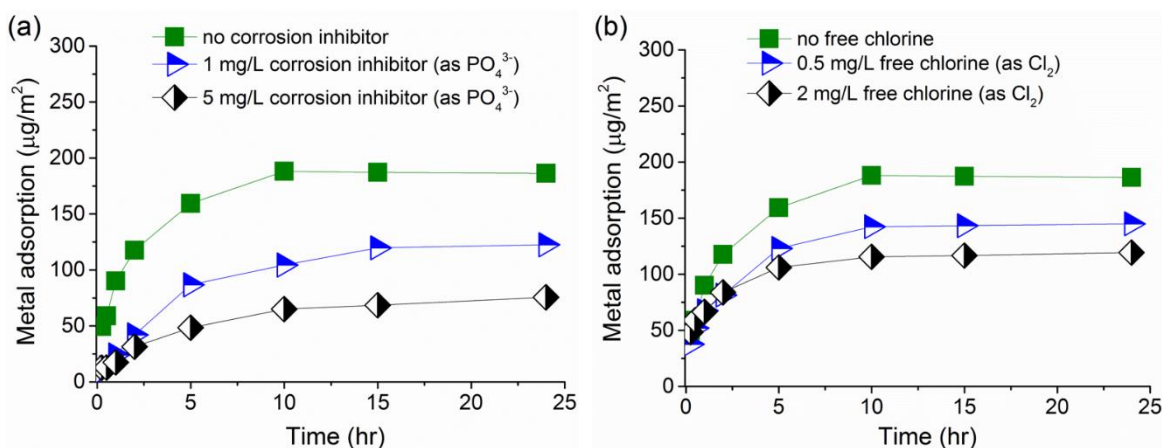 (a)
no corrosion inhibitor
1 mg/L corrosion inhibitor (as PO₄³⁻)
5 mg/L corrosion inhibitor (as PO₄³⁻)
Metal adsorption (µg/m²)
300
250
200
150
100
50
0
0 5 10 15 20 25
Time (hr)
(b)
no free chlorine
0.5 mg/L free chlorine (as Cl₂)
2 mg/L free chlorine (as Cl₂)
Metal adsorption (µg/m²)
300
250
200
150
100
50
0
0 5 10 15 20 25
Time (hr)